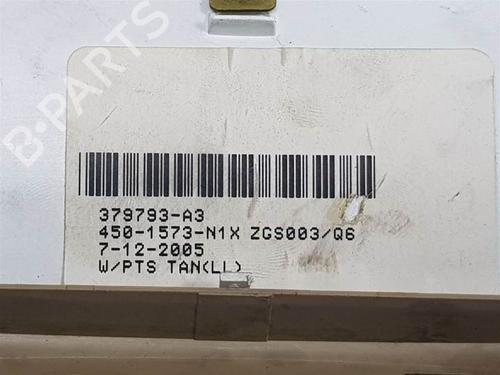 B-PARTS
379793-A3
450-1573-N1X ZGS003/Q6
7-12-2005
W/PTS TAN(LL)